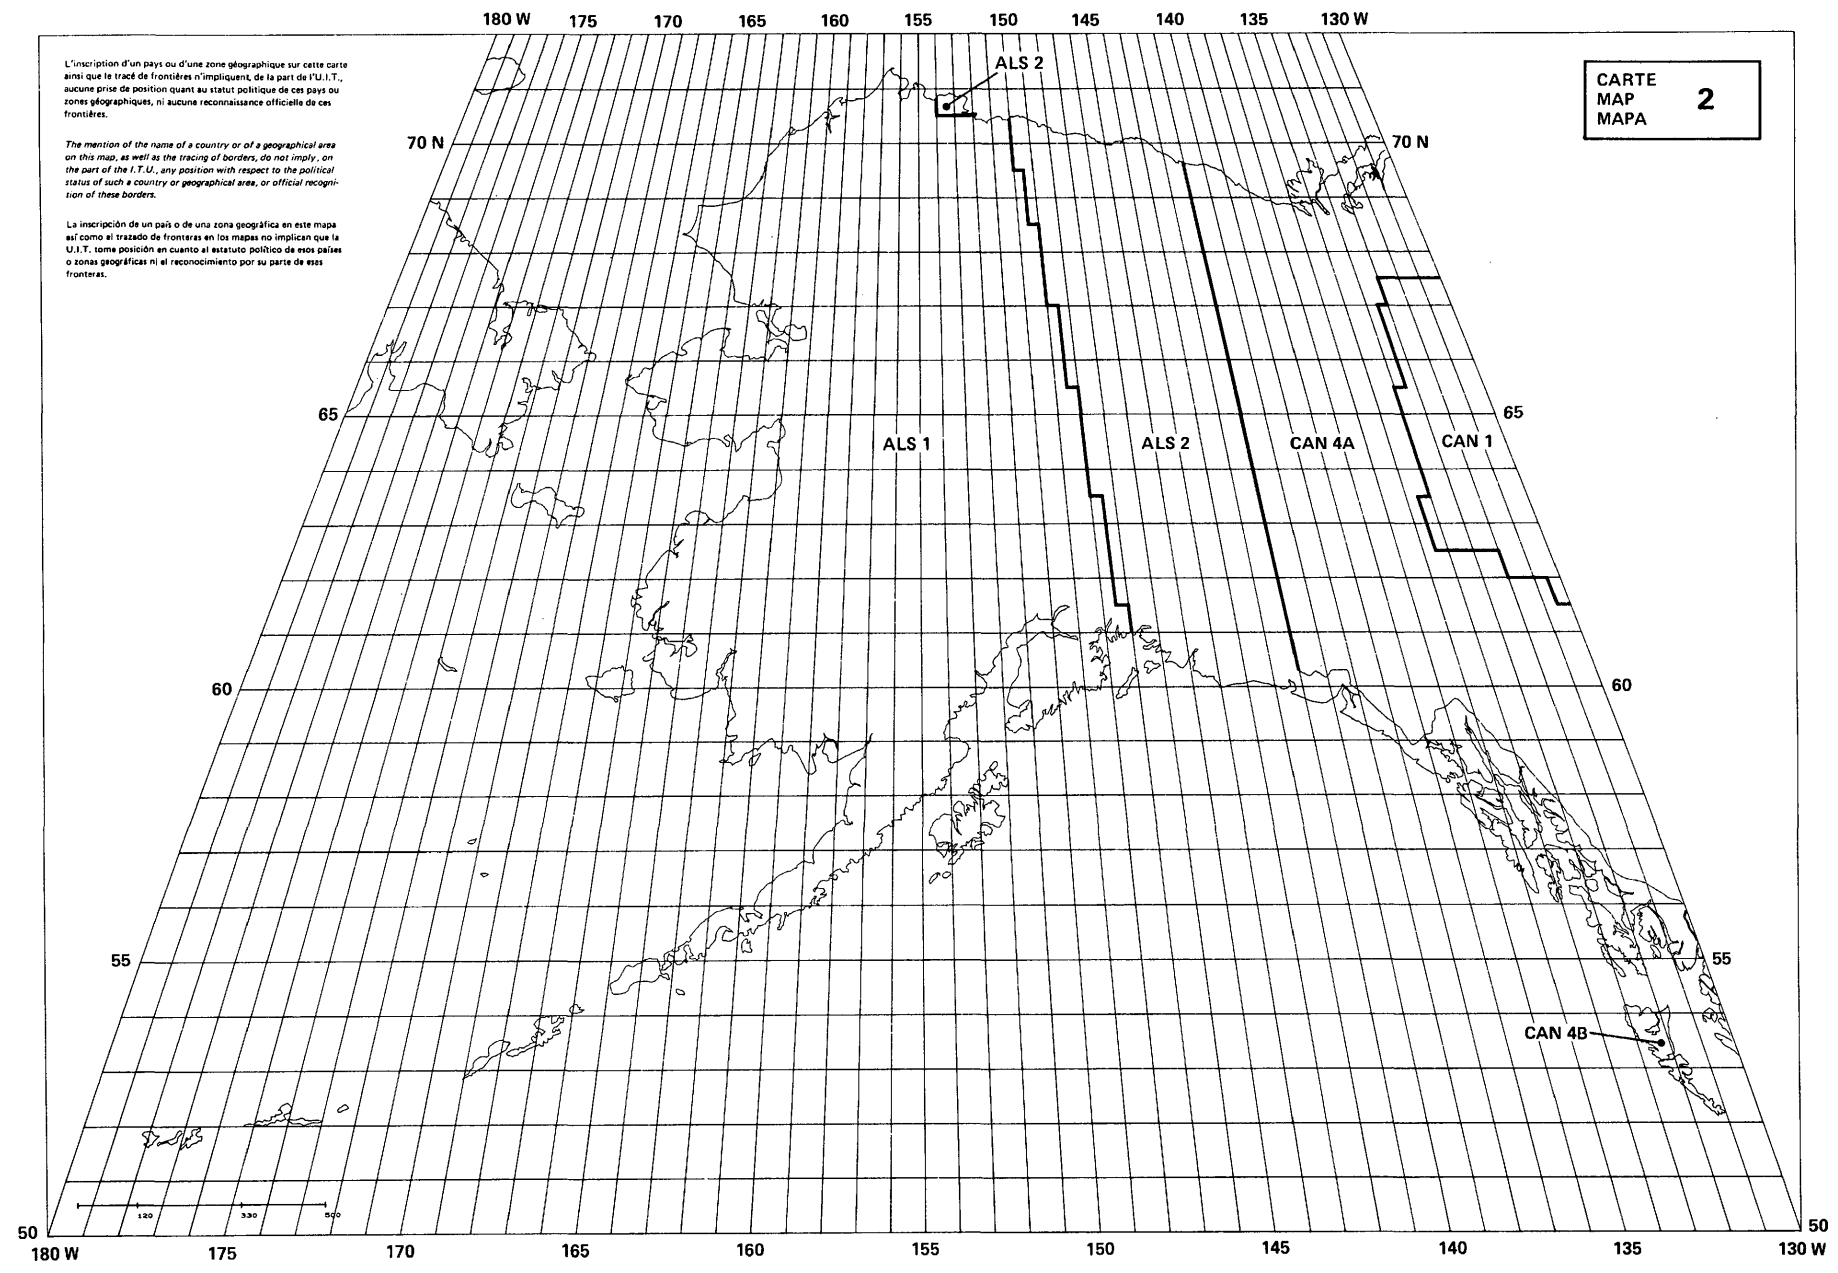 180 W 175 170 165 160 155 150 145 140 135 130 W
L'inscription d'un pays ou d'une zone géographique sur cette carte
ainsi que le tracé de frontières n'impliquent, de la part de l'U.I.T.,
aucune prise de position quant au statut politique de ces pays ou
zones géographiques, ni aucune reconnaissance officielle de ces
frontières.
The mention of the name of a country or of a geographical area
on this map, as well as the tracing of borders, do not imply, on
the part of the I.T.U., any position with respect to the political
status of such a country or geographical area, or official recogni-
tion of these borders.
La inscripción de un país o de una zona geográfica en este mapa
así como el trazado de fronteras en los mapas no implican que la
U.I.T. tome posición en cuanto al estatuto político de esos países
o zonas geográficas ni el reconocimiento por su parte de esas
fronteras.
CARTE
MAP 2
MAPA
ALS 2
70 N 70 N
65 65
ALS 1 ALS 2 CAN 4A CAN 1
60 60
55 55
CAN 4B
120 330 500
50 50
180 W 175 170 165 160 155 150 145 140 135 130 W